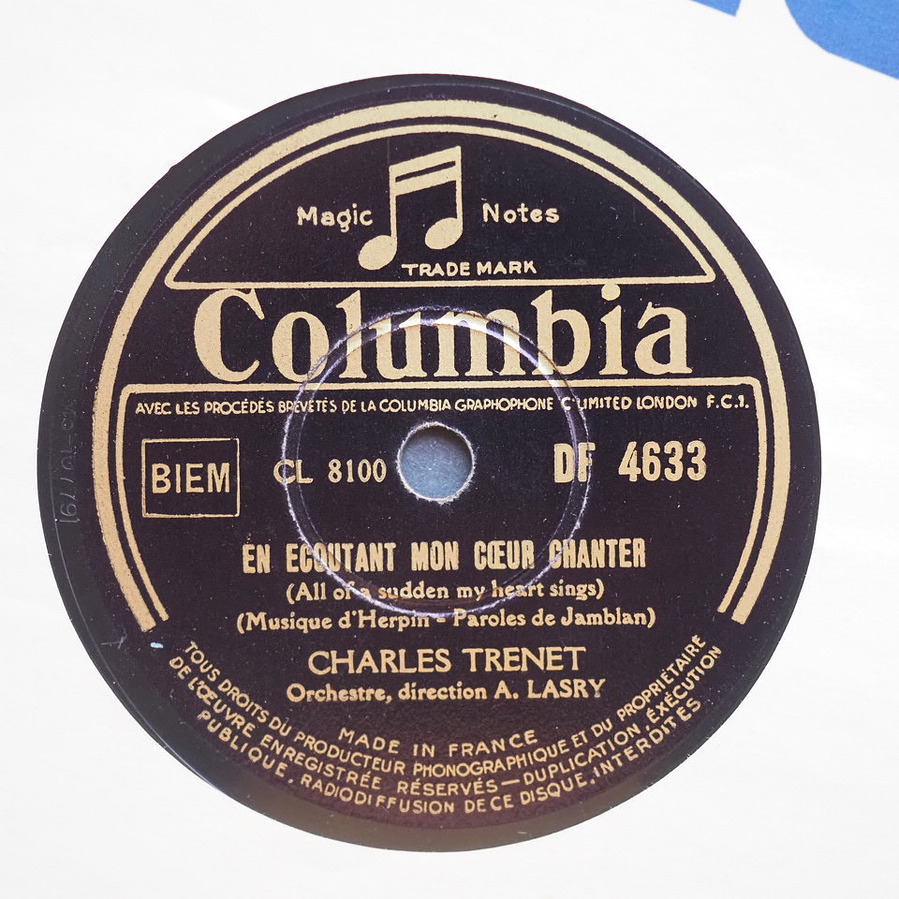 Magic Notes
TRADE MARK
Columbia
AVEC LES PROCÉDÉS BREVETÉS DE LA COLUMBIA GRAPHOPHONE Cº LIMITED LONDON F.C.1.
BIEM CL 8100 DF 4633
EN ECOUTANT MON CŒUR CHANTER
(All of a sudden my heart sings)
(Musique d'Herpin - Paroles de Jamblan)
CHARLES TRENET
Orchestre, direction A. LASRY
MADE IN FRANCE
TOUS DROITS DU PRODUCTEUR PHONOGRAPHIQUE ET DU PROPRIÉTAIRE
DE L'ŒUVRE ENREGISTRÉE RÉSERVÉS—DUPLICATION EXÉCUTION
PUBLIQUE, RADIODIFFUSION DE CE DISQUE, INTERDITES